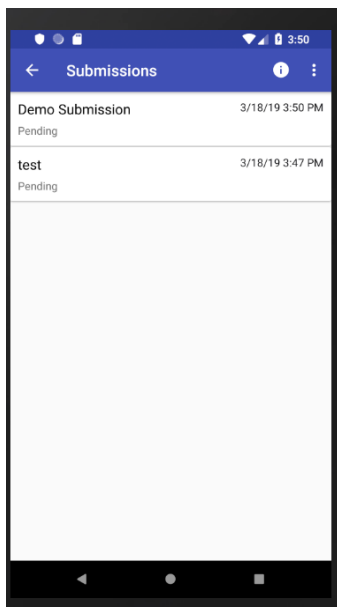 3:50
Submissions
Demo Submission 3/18/19 3:50 PM
Pending
test 3/18/19 3:47 PM
Pending